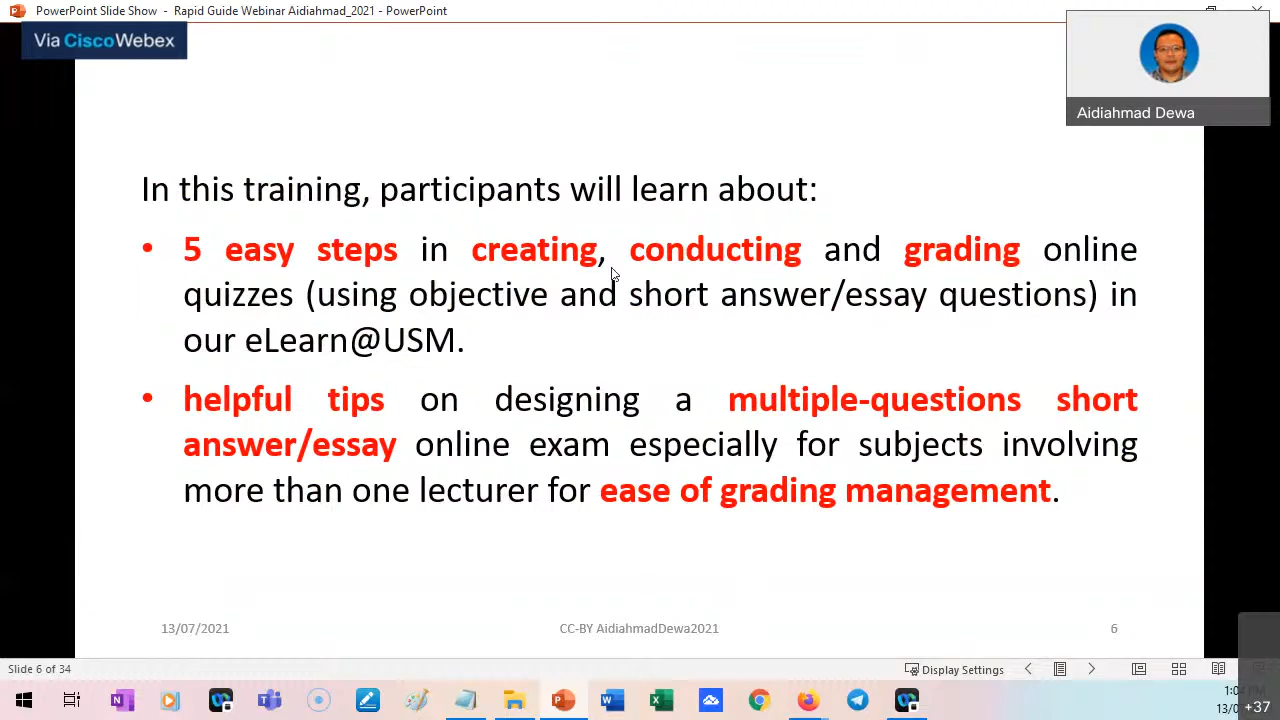 PowerPoint Slide Show - Rapid Guide Webinar Aidiahmad_2021 - PowerPoint
Via CiscoWebex
Aidiahmad Dewa
In this training, participants will learn about:
• 5 easy steps in creating, conducting and grading online
quizzes (using objective and short answer/essay questions) in
our eLearn@USM.
• helpful tips on designing a multiple-questions short
answer/essay online exam especially for subjects involving
more than one lecturer for ease of grading management.
13/07/2021
CC-BY AidiahmadDewa2021
6
Slide 6 of 34
Display Settings
+37